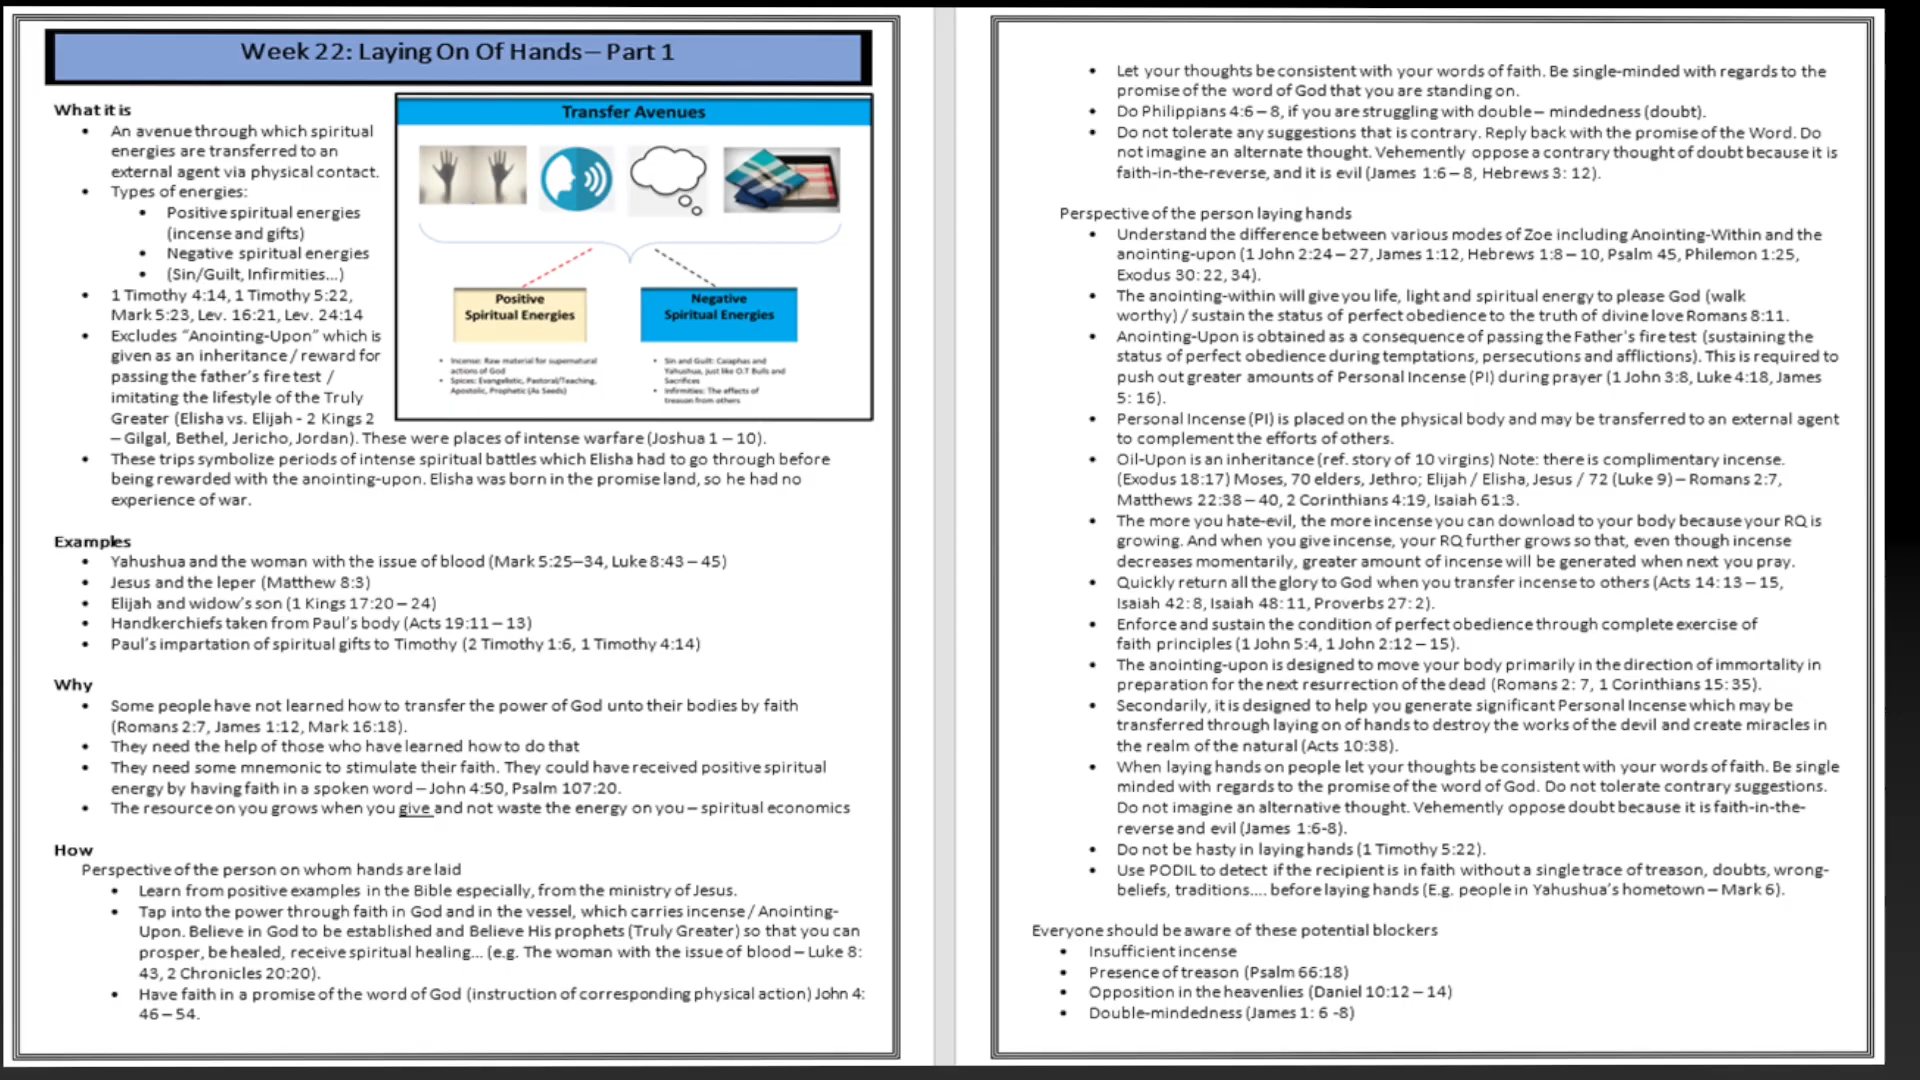 Week 22: Laying On Of Hands – Part 1
What it is
• An avenue through which spiritual
energies are transferred to an
external agent via physical contact.
• Types of energies:
• Positive spiritual energies
(incense and gifts)
• Negative spiritual energies
• (Sin/Guilt, Infirmities...)
• 1 Timothy 4:14, 1 Timothy 5:22,
Mark 5:23, Lev. 16:21, Lev. 24:14
• Excludes “Anointing-Upon” which is
given as an inheritance / reward for
passing the father’s fire test /
imitating the lifestyle of the Truly
Greater (Elisha vs. Elijah - 2 Kings 2
– Gilgal, Bethel, Jericho, Jordan). These were places of intense warfare (Joshua 1 – 10).
• These trips symbolize periods of intense spiritual battles which Elisha had to go through before
being rewarded with the anointing-upon. Elisha was born in the promise land, so he had no
experience of war.
Transfer Avenues
Positive
Spiritual Energies
Negative
Spiritual Energies
• Incense: Raw material for supernatural
actions of God
• Spices: Evangelistic, Pastoral/Teaching,
Apostolic, Prophetic (As Seeds)
• Sin and Guilt: Caiaphas and
Yahushua, just like O.T Bulls and
Sacrifices
• Infirmities: The effects of
treason from others
Examples
• Yahushua and the woman with the issue of blood (Mark 5:25–34, Luke 8:43 – 45)
• Jesus and the leper (Matthew 8:3)
• Elijah and widow’s son (1 Kings 17:20 – 24)
• Handkerchiefs taken from Paul’s body (Acts 19:11 – 13)
• Paul’s impartation of spiritual gifts to Timothy (2 Timothy 1:6, 1 Timothy 4:14)
Why
• Some people have not learned how to transfer the power of God unto their bodies by faith
(Romans 2:7, James 1:12, Mark 16:18).
• They need the help of those who have learned how to do that
• They need some mnemonic to stimulate their faith. They could have received positive spiritual
energy by having faith in a spoken word – John 4:50, Psalm 107:20.
• The resource on you grows when you give and not waste the energy on you – spiritual economics
How
Perspective of the person on whom hands are laid
• Learn from positive examples in the Bible especially, from the ministry of Jesus.
• Tap into the power through faith in God and in the vessel, which carries incense / Anointing-
Upon. Believe in God to be established and Believe His prophets (Truly Greater) so that you can
prosper, be healed, receive spiritual healing... (e.g. The woman with the issue of blood – Luke 8:
43, 2 Chronicles 20:20).
• Have faith in a promise of the word of God (instruction of corresponding physical action) John 4:
46 – 54.
• Let your thoughts be consistent with your words of faith. Be single-minded with regards to the
promise of the word of God that you are standing on.
• Do Philippians 4:6 – 8, if you are struggling with double – mindedness (doubt).
• Do not tolerate any suggestions that is contrary. Reply back with the promise of the Word. Do
not imagine an alternate thought. Vehemently oppose a contrary thought of doubt because it is
faith-in-the-reverse, and it is evil (James 1:6 – 8, Hebrews 3: 12).
Perspective of the person laying hands
• Understand the difference between various modes of Zoe including Anointing-Within and the
anointing-upon (1 John 2:24 – 27, James 1:12, Hebrews 1:8 – 10, Psalm 45, Philemon 1:25,
Exodus 30: 22, 34).
• The anointing-within will give you life, light and spiritual energy to please God (walk
worthy) / sustain the status of perfect obedience to the truth of divine love Romans 8:11.
• Anointing-Upon is obtained as a consequence of passing the Father’s fire test (sustaining the
status of perfect obedience during temptations, persecutions and afflictions). This is required to
push out greater amounts of Personal Incense (PI) during prayer (1 John 3:8, Luke 4:18, James
5: 16).
• Personal Incense (PI) is placed on the physical body and may be transferred to an external agent
to complement the efforts of others.
• Oil-Upon is an inheritance (ref. story of 10 virgins) Note: there is complimentary incense.
(Exodus 18:17) Moses, 70 elders, Jethro; Elijah / Elisha, Jesus / 72 (Luke 9) – Romans 2:7,
Matthews 22:38 – 40, 2 Corinthians 4:19, Isaiah 61:3.
• The more you hate-evil, the more incense you can download to your body because your RQ is
growing. And when you give incense, your RQ further grows so that, even though incense
decreases momentarily, greater amount of incense will be generated when next you pray.
• Quickly return all the glory to God when you transfer incense to others (Acts 14: 13 – 15,
Isaiah 42: 8, Isaiah 48: 11, Proverbs 27: 2).
• Enforce and sustain the condition of perfect obedience through complete exercise of
faith principles (1 John 5:4, 1 John 2:12 – 15).
• The anointing-upon is designed to move your body primarily in the direction of immortality in
preparation for the next resurrection of the dead (Romans 2: 7, 1 Corinthians 15: 35).
• Secondarily, it is designed to help you generate significant Personal Incense which may be
transferred through laying on of hands to destroy the works of the devil and create miracles in
the realm of the natural (Acts 10:38).
• When laying hands on people let your thoughts be consistent with your words of faith. Be single
minded with regards to the promise of the word of God. Do not tolerate contrary suggestions.
Do not imagine an alternative thought. Vehemently oppose doubt because it is faith-in-the-
reverse and evil (James 1:6-8).
• Do not be hasty in laying hands (1 Timothy 5:22).
• Use PODIL to detect if the recipient is in faith without a single trace of treason, doubts, wrong-
beliefs, traditions.... before laying hands (E.g. people in Yahushua’s hometown – Mark 6).
Everyone should be aware of these potential blockers
• Insufficient incense
• Presence of treason (Psalm 66:18)
• Opposition in the heavenlies (Daniel 10:12 – 14)
• Double-mindedness (James 1: 6 -8)